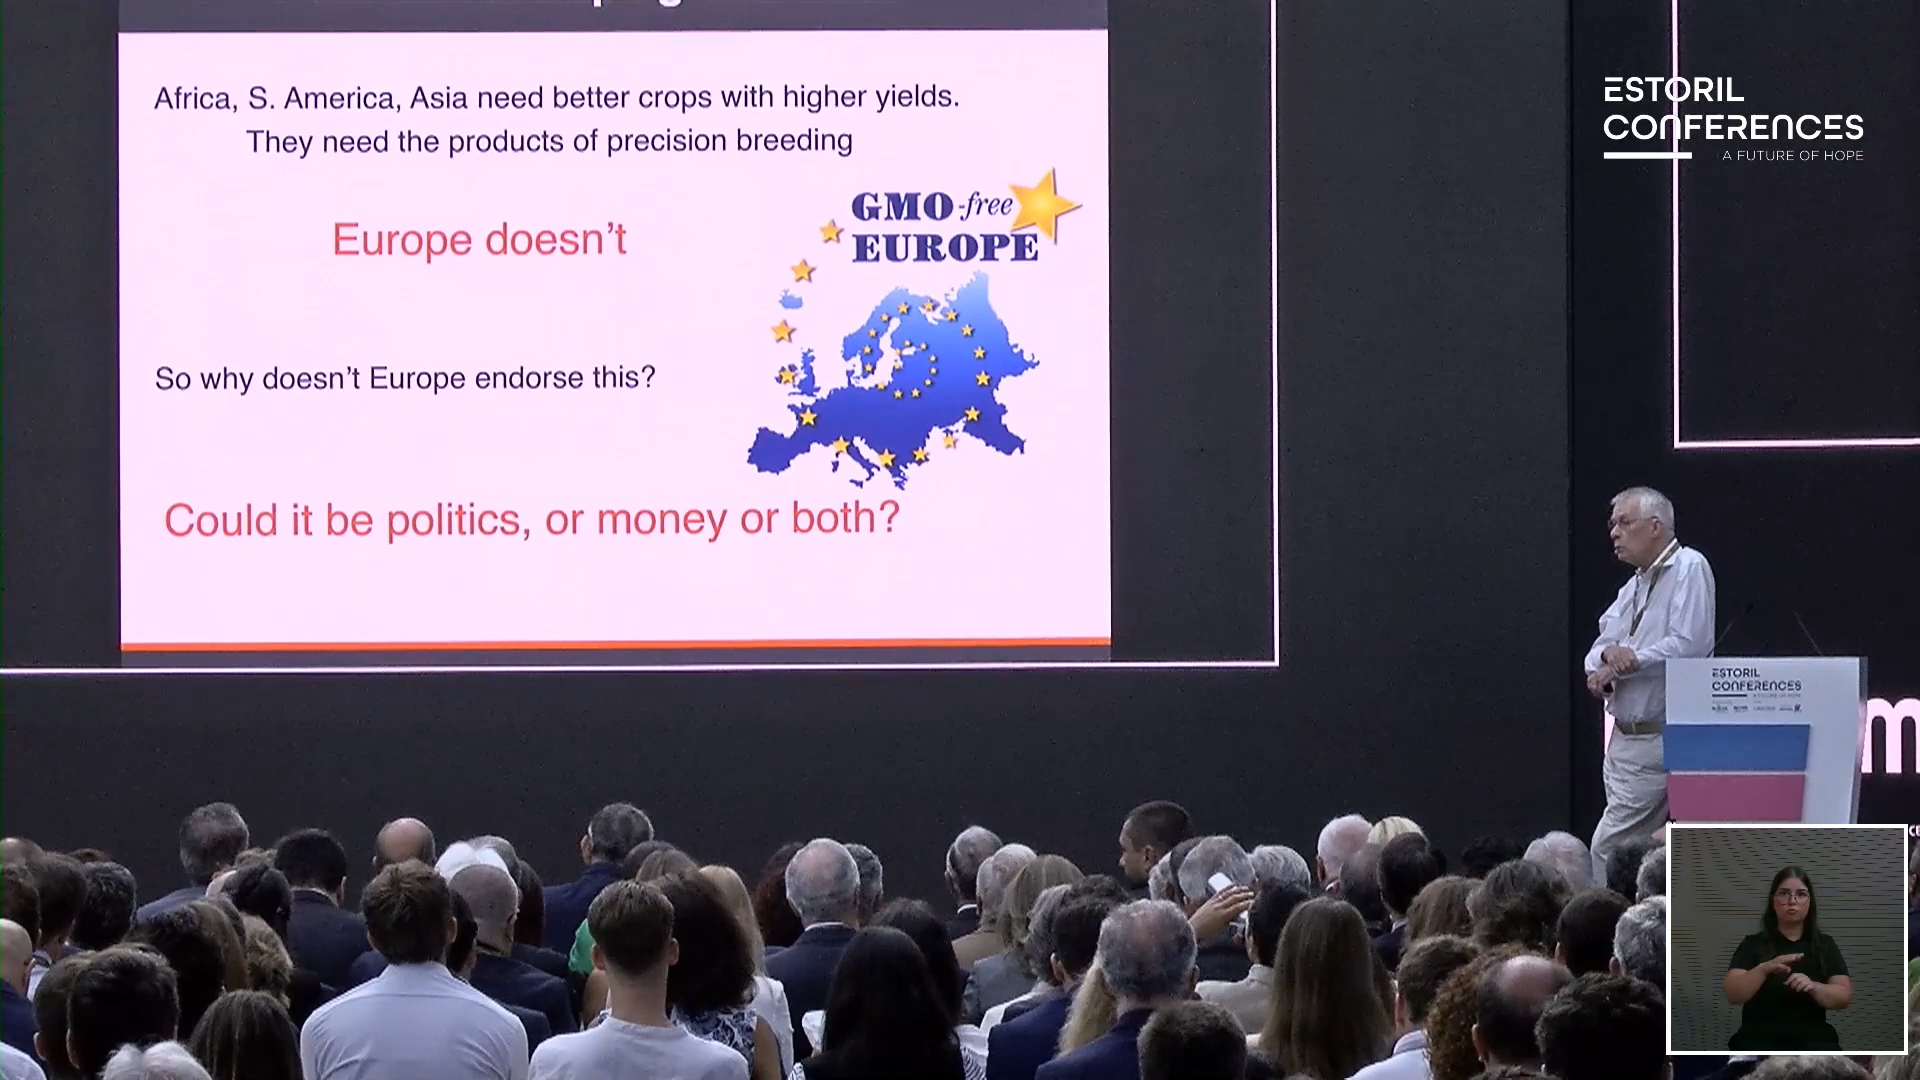 Africa, S. America, Asia need better crops with higher yields.
They need the products of precision breeding
GMO-free
EUROPE
Europe doesn't
So why doesn't Europe endorse this?
Could it be politics, or money or both?
ESTORIL
CONFERENCES
A FUTURE OF HOPE
ESTORIL
CONFERENCES